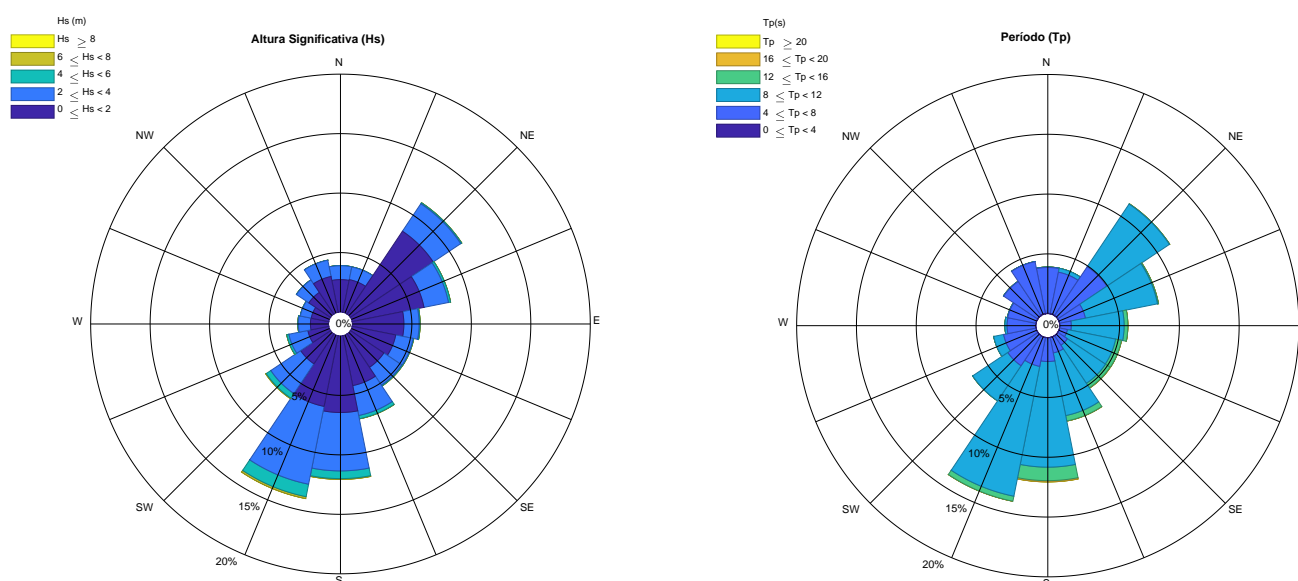 Hs (m)
Hs ≥ 8
6 ≤ Hs < 8
4 ≤ Hs < 6
2 ≤ Hs < 4
0 ≤ Hs < 2
Altura Significativa (Hs)
N
NW
NE
W
0%
E
5%
10%
SW
15%
SE
20%
S
Tp(s)
Tp ≥ 20
16 ≤ Tp < 20
12 ≤ Tp < 16
8 ≤ Tp < 12
4 ≤ Tp < 8
0 ≤ Tp < 4
Período (Tp)
N
NW
NE
W
0%
E
5%
10%
SW
15%
SE
20%
S